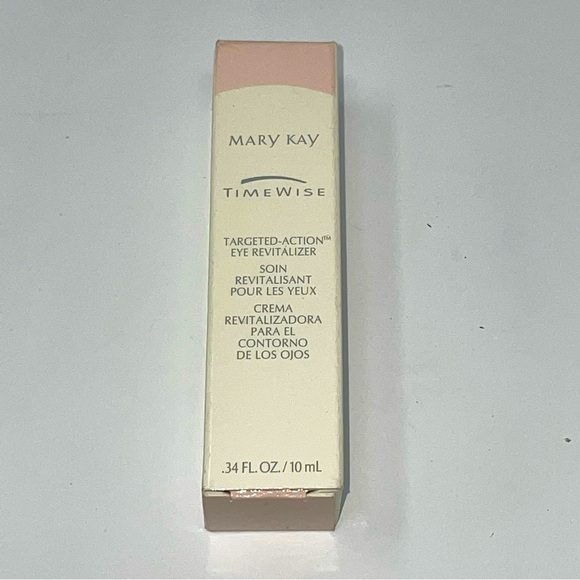 MARY KAY
TIMEWISE
TARGETED-ACTION™
EYE REVITALIZER
SOIN
REVITALISANT
POUR LES YEUX
CREMA
REVITALIZADORA
PARA EL
CONTORNO
DE LOS OJOS
.34 FL. OZ. / 10 mL